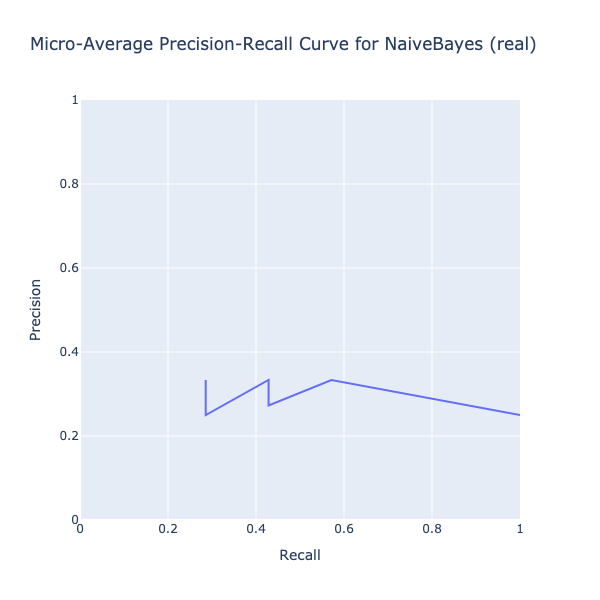 Micro-Average Precision-Recall Curve for NaiveBayes (real)
1
0.8
0.6
0.4
0.2
0
0 0.2 0.4 0.6 0.8 1
Precision
Recall